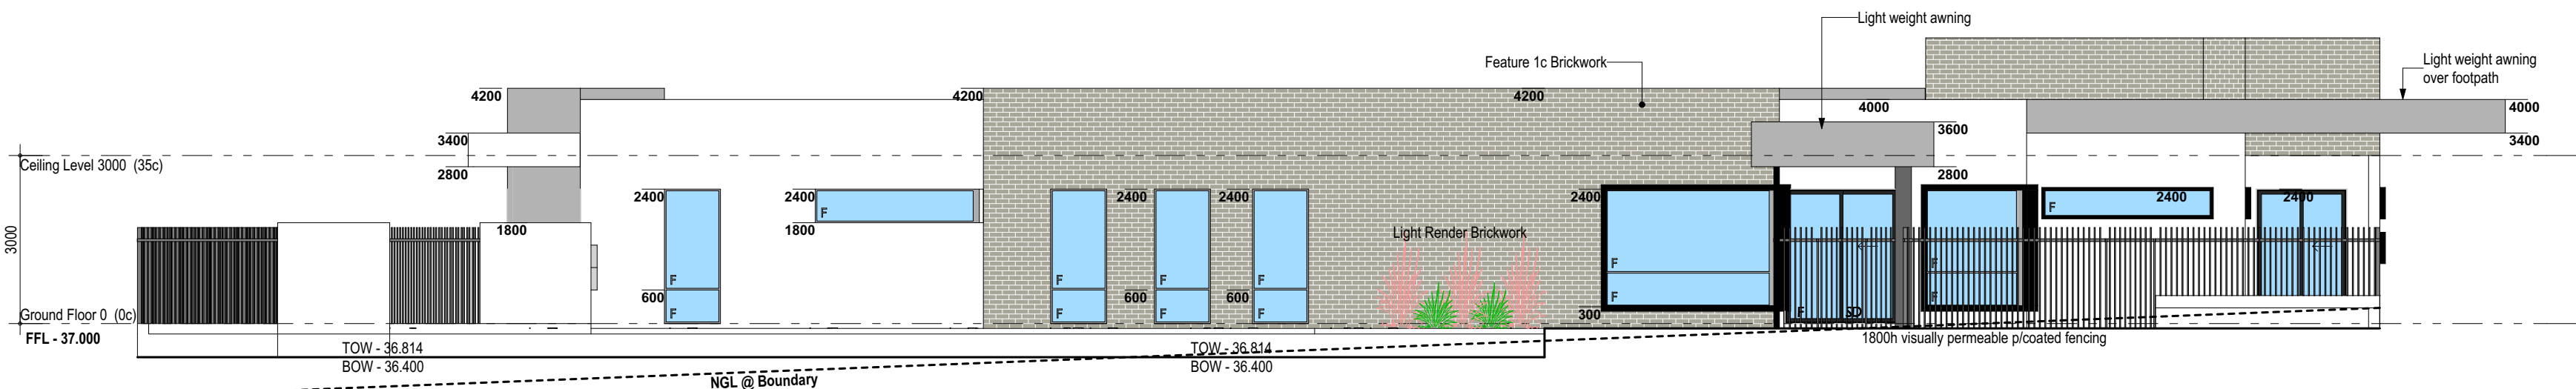 Light weight awning
Feature 1c Brickwork
Light weight awning
over footpath
4200
4200
4200
4000
4000
3400
3600
3400
Ceiling Level 3000  (35c)
2800
2800
2400
2400
2400
2400
2400
2400
2400
F
F
1800
1800
3000
Light Render Brickwork
F
F
F
F
F
F
600
600
600
F
F
F
F
F
F
Ground Floor 0  (0c)
300
F
SD
FFL - 37.000
1800h visually permeable p/coated fencing
TOW - 36.814
TOW - 36.814
BOW - 36.400
BOW - 36.400
NGL @ Boundary